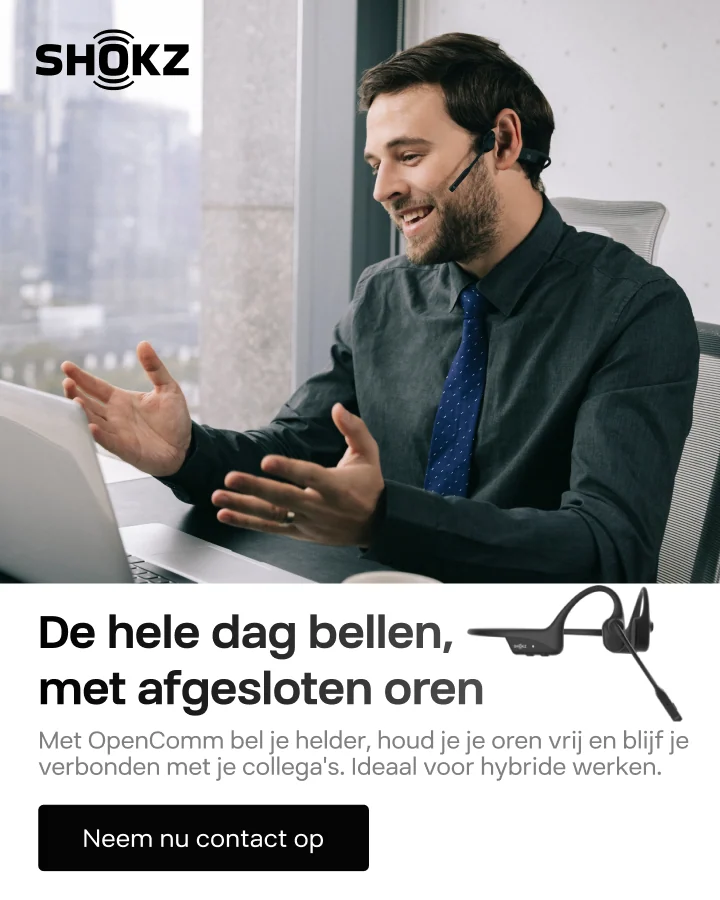 SHOKZ
De hele dag bellen,
SHOKZ
met afgesloten oren
Met OpenComm bel je helder, houd je je oren vrij en blijf je
verbonden met je collega's. Ideaal voor hybride werken.
Neem nu contact op